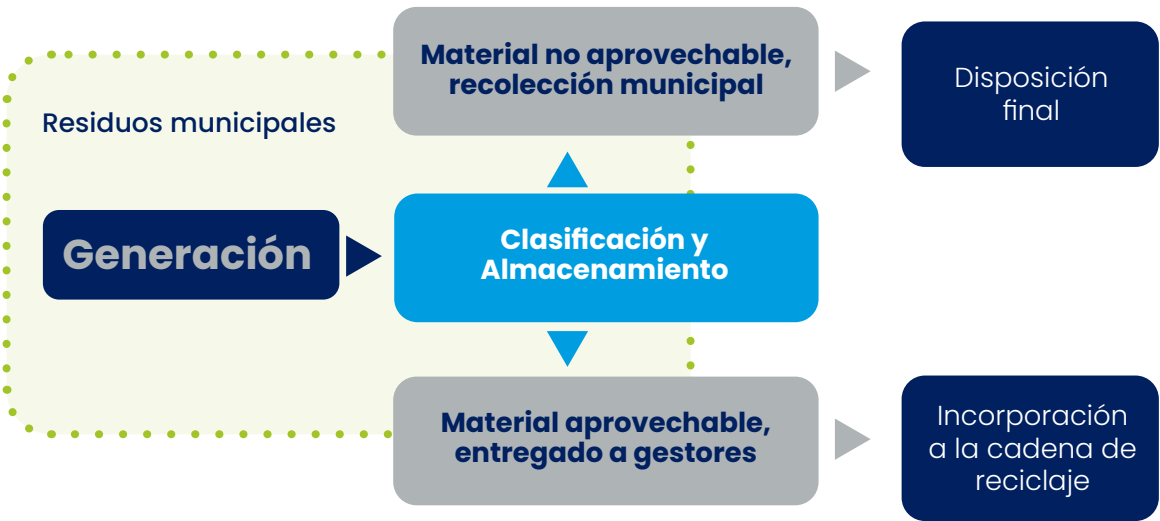 Material no aprovechable,
recolección municipal
Disposición
final
Residuos municipales
Generación
Clasificación y
Almacenamiento
Material aprovechable,
entregado a gestores
Incorporación
a la cadena de
reciclaje